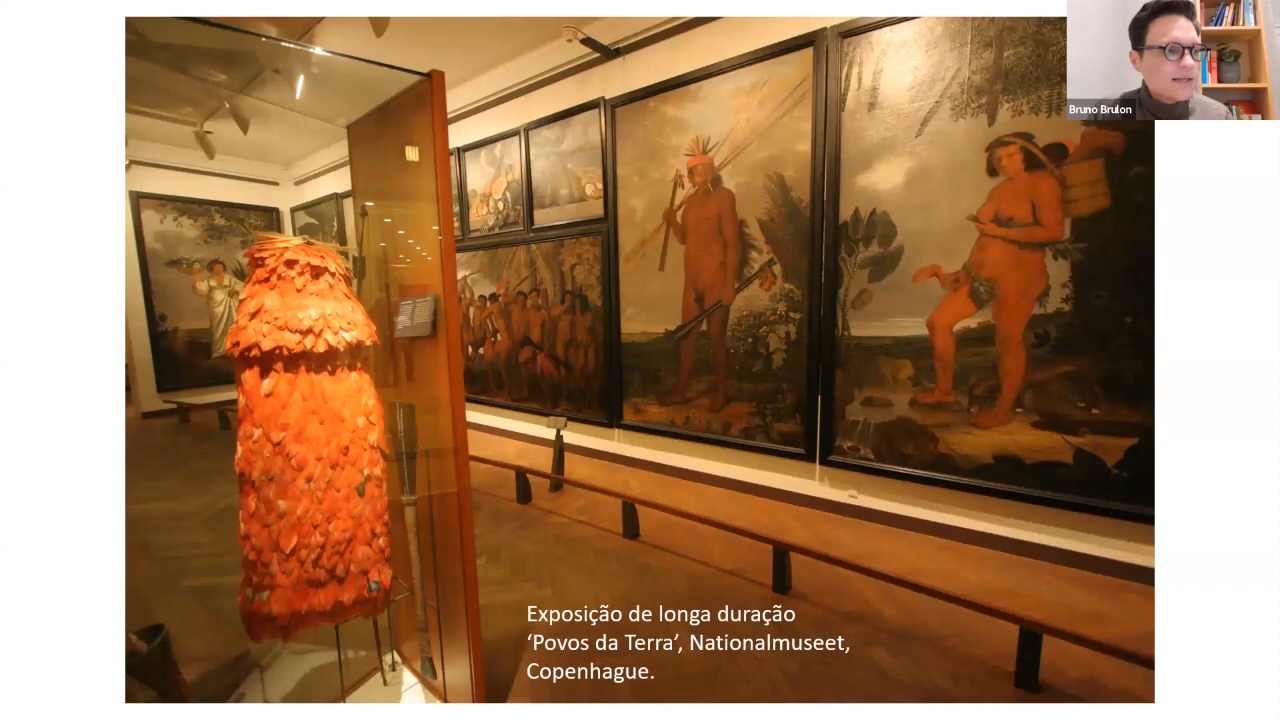 Bruno Brulon
Exposição de longa duração
‘Povos da Terra’, Nationalmuseet,
Copenhague.